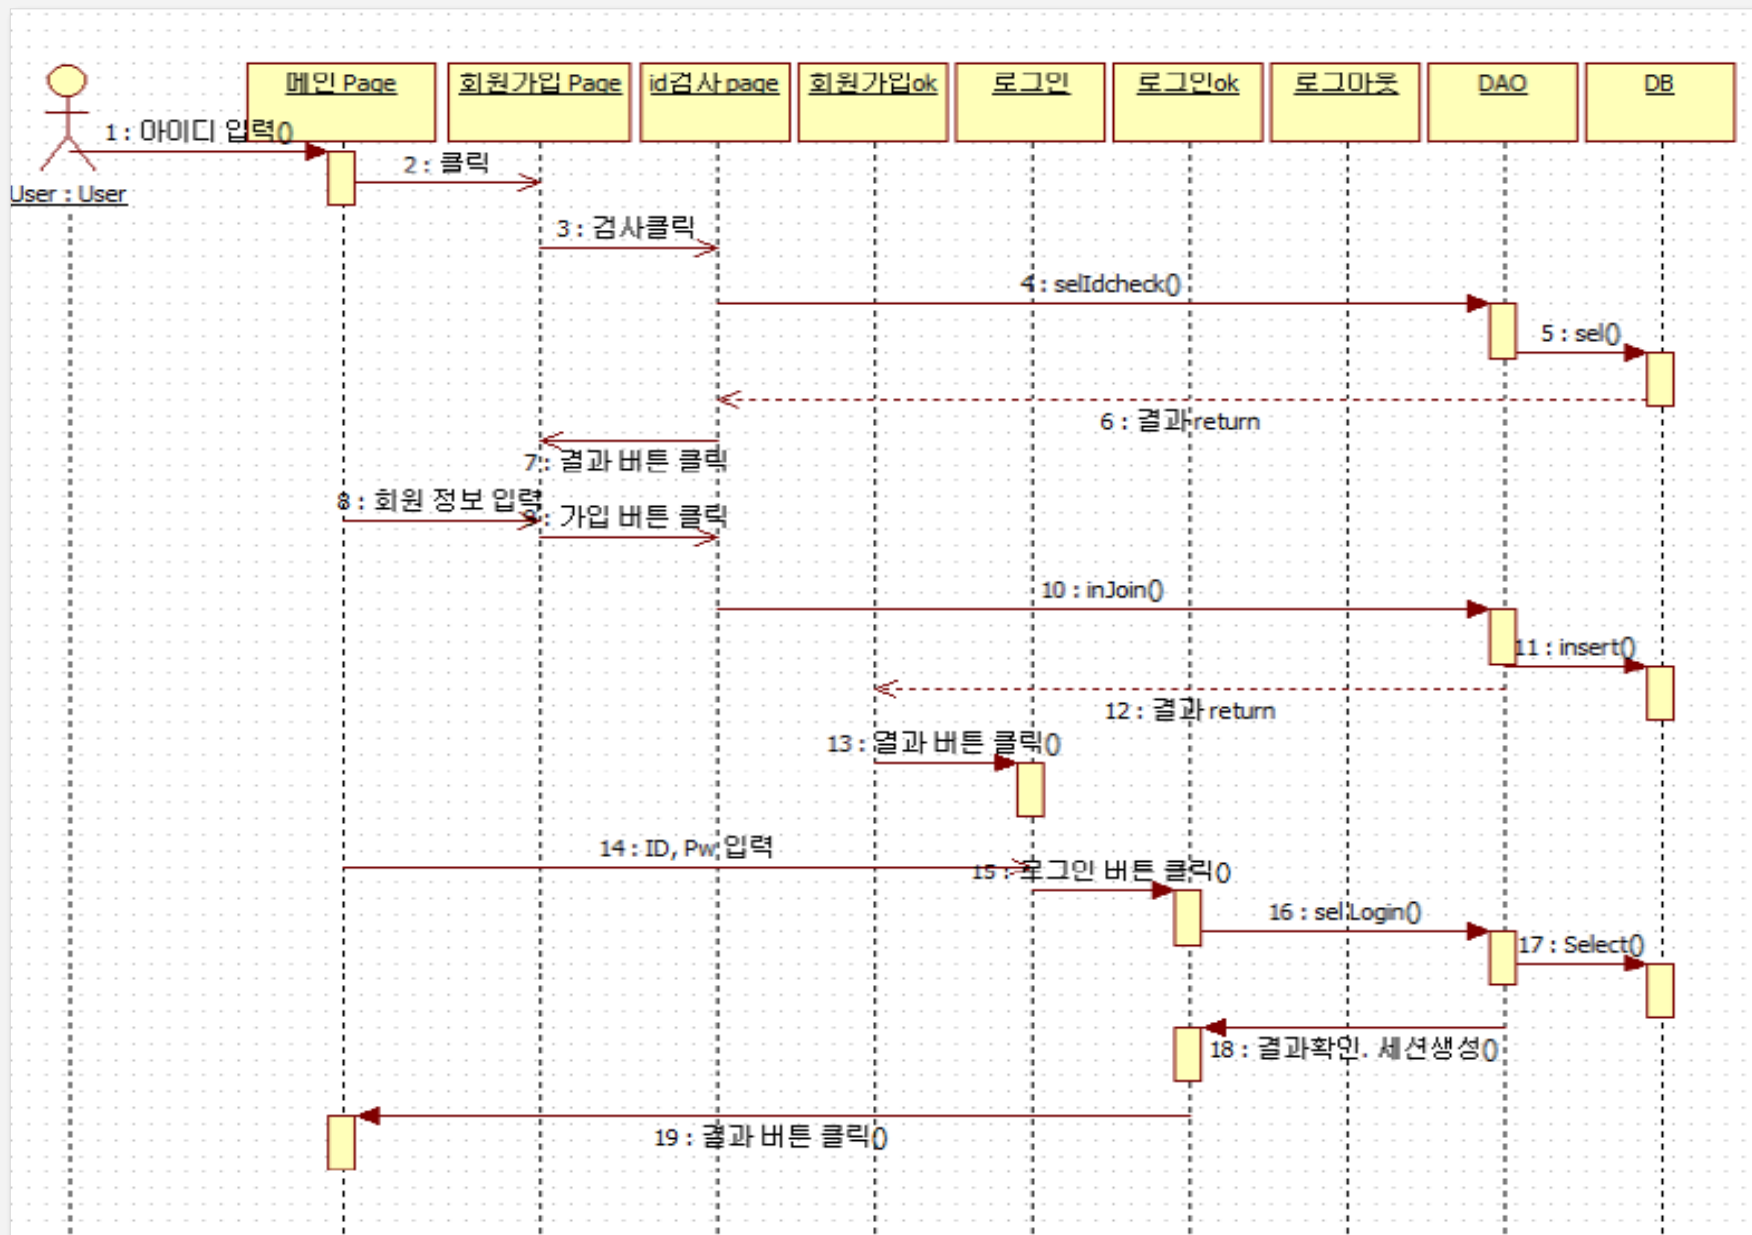 메인 Page
회원가입 Page
id검사 page
회원가입ok
로그인
로그인ok
로그아웃
DAO
DB
User : User
1 : 아이디 입력()
2 : 클릭
3 : 검사클릭
4 : selIdcheck()
5 : sel()
6 : 결과 return
7 : 결과 버튼 클릭
8 : 회원 정보 입력
9 : 가입 버튼 클릭
10 : inJoin()
11 : insert()
12 : 결과 return
13 : 결과 버튼 클릭()
14 : ID, Pw 입력
15 : 로그인 버튼 클릭()
16 : selLogin()
17 : Select()
18 : 결과확인. 세션생성()
19 : 결과 버튼 클릭()